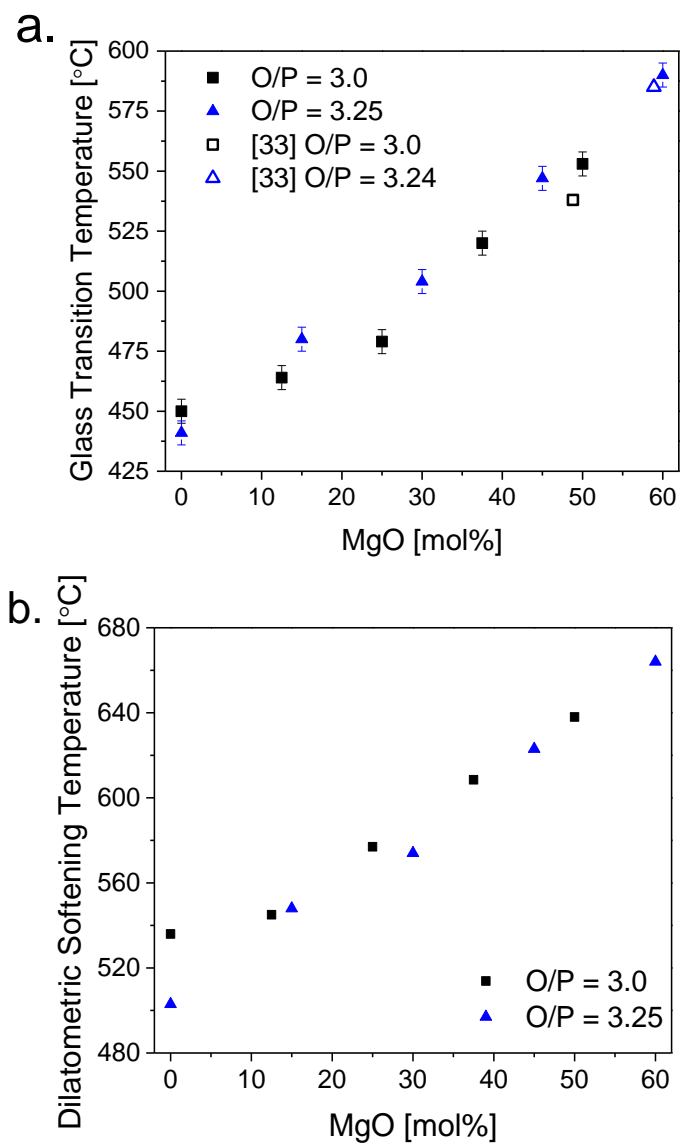 a.
Glass Transition Temperature [°C]
600
575
550
525
500
475
450
425
O/P = 3.0
O/P = 3.25
[33] O/P = 3.0
[33] O/P = 3.24
0 10 20 30 40 50 60
MgO [mol%]
b.
Dilatometric Softening Temperature [°C]
680
640
600
560
520
480
O/P = 3.0
O/P = 3.25
0 10 20 30 40 50 60
MgO [mol%]